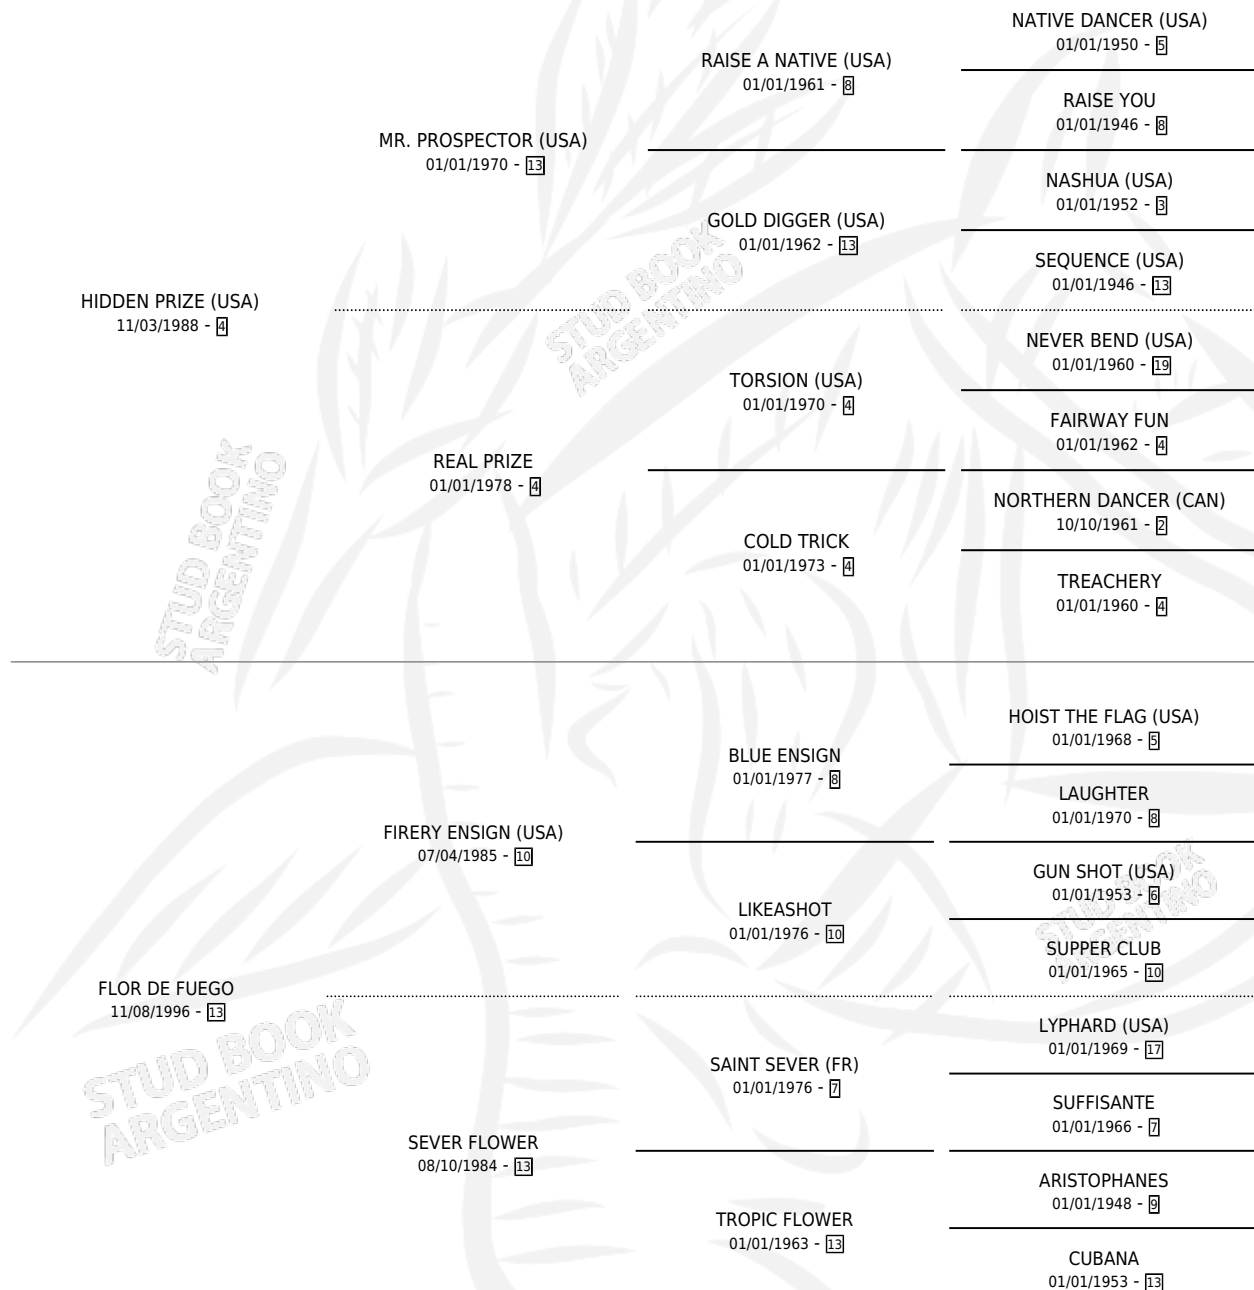 NATIVE DANCER (USA)
01/01/1950 - 5
RAISE A NATIVE (USA)
01/01/1961 - 8
RAISE YOU
01/01/1946 - 8
MR. PROSPECTOR (USA)
01/01/1970 - 13
NASHUA (USA)
01/01/1952 - 3
GOLD DIGGER (USA)
01/01/1962 - 13
SEQUENCE (USA)
01/01/1946 - 13
HIDDEN PRIZE (USA)
11/03/1988 - 4
NEVER BEND (USA)
01/01/1960 - 19
TORSION (USA)
01/01/1970 - 4
FAIRWAY FUN
01/01/1962 - 4
REAL PRIZE
01/01/1978 - 4
NORTHERN DANCER (CAN)
10/10/1961 - 2
COLD TRICK
01/01/1973 - 4
TREACHERY
01/01/1960 - 4
HOIST THE FLAG (USA)
01/01/1968 - 5
BLUE ENSIGN
01/01/1977 - 8
LAUGHTER
01/01/1970 - 8
FIRERY ENSIGN (USA)
07/04/1985 - 10
GUN SHOT (USA)
01/01/1953 - 6
LIKEASHOT
01/01/1976 - 10
SUPPER CLUB
01/01/1965 - 10
FLOR DE FUEGO
11/08/1996 - 13
LYPHARD (USA)
01/01/1969 - 17
SAINT SEVER (FR)
01/01/1976 - 7
SUFFISANTE
01/01/1966 - 7
SEVER FLOWER
08/10/1984 - 13
ARISTOPHANES
01/01/1948 - 9
TROPIC FLOWER
01/01/1963 - 13
CUBANA
01/01/1953 - 13
STUD BOOK
ARGENTINO
STUD BOOK
ARGENTINO
STUD BOOK
ARGENTINO
STUD BOOK
ARGENTINO